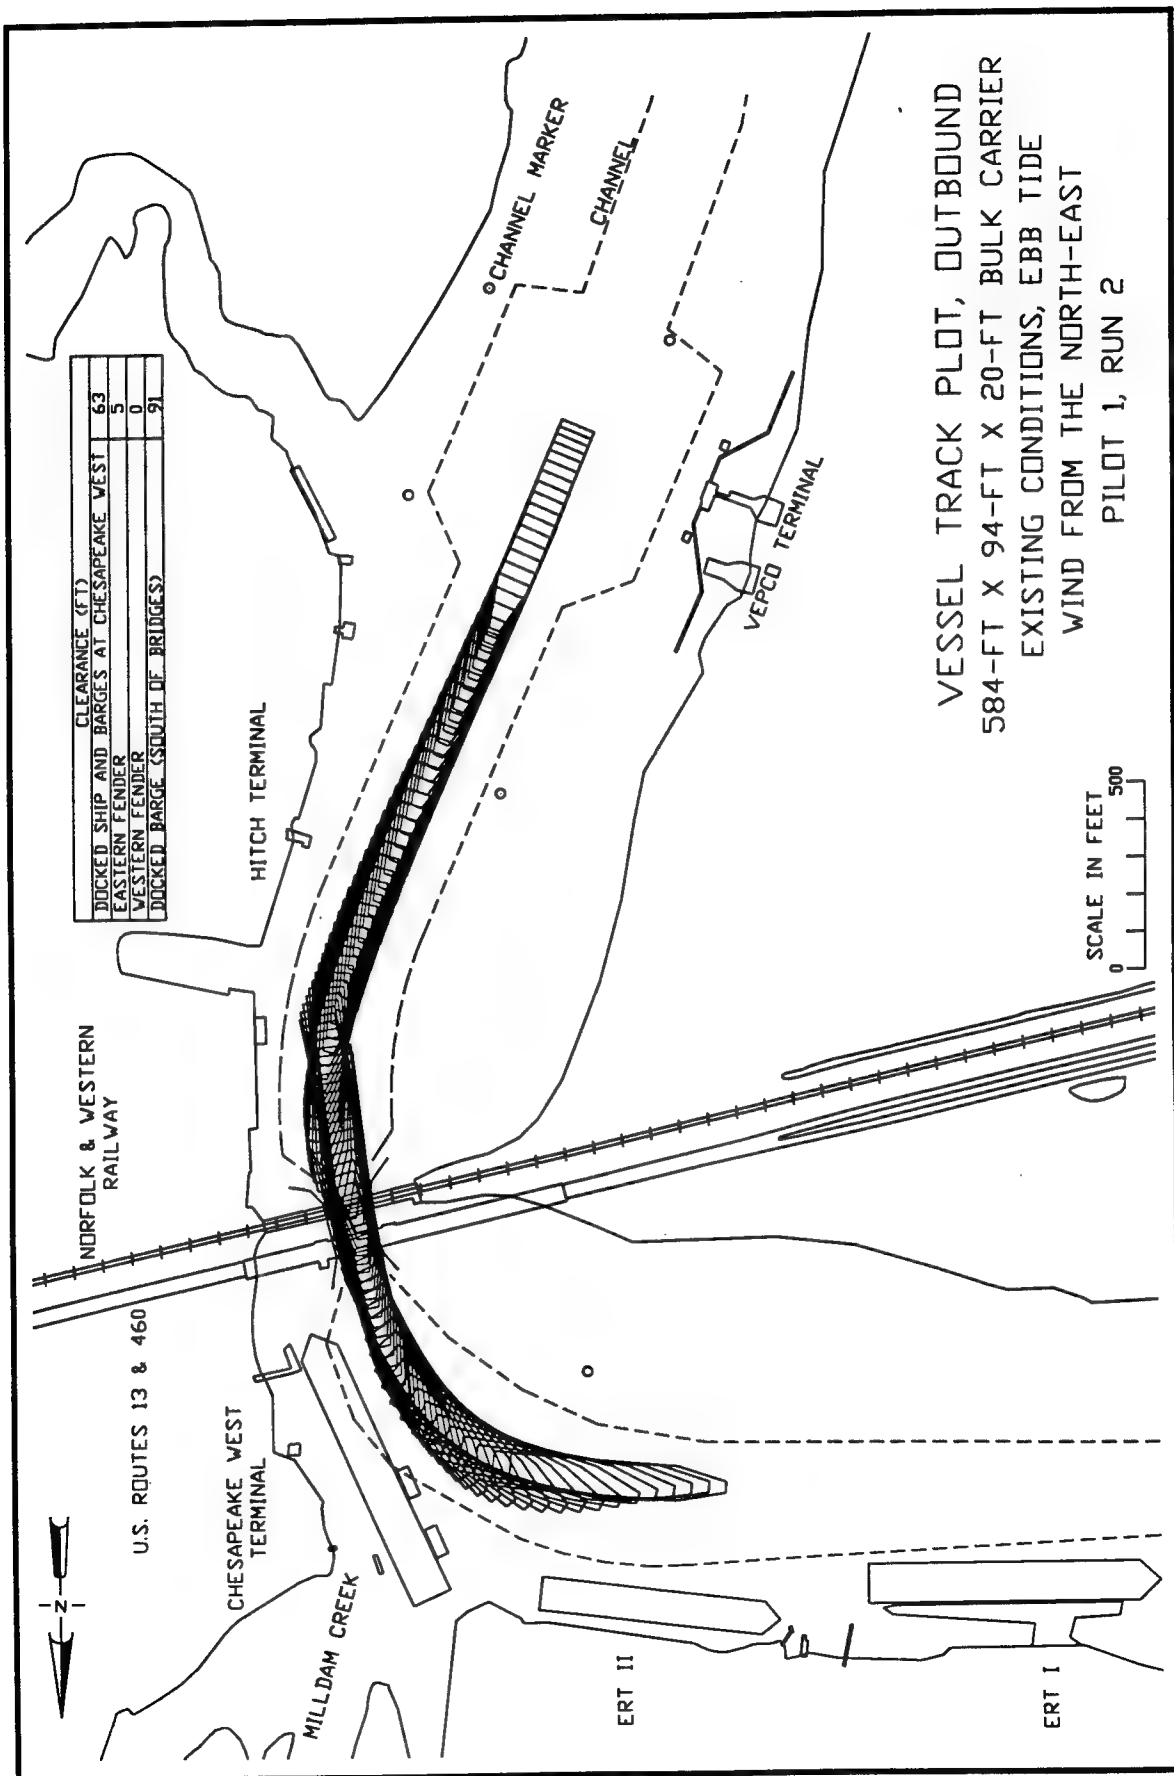 CLEARANCE (FT)
DOCKED SHIP AND BARGES AT CHESAPEAKE WEST 63
EASTERN FENDER 5
WESTERN FENDER 0
DOCKED BARGE (SOUTH OF BRIDGES) 91
N
NORFOLK & WESTERN
RAILWAY
U.S. ROUTES 13 & 460
CHESAPEAKE WEST
TERMINAL
MILLDAM CREEK
HITCH TERMINAL
CHANNEL MARKER
CHANNEL
VEPCO TERMINAL
ERT II
ERT I
SCALE IN FEET
0 500
VESSEL TRACK PLOT, OUTBOUND
584-FT X 94-FT X 20-FT BULK CARRIER
EXISTING CONDITIONS, EBB TIDE
WIND FROM THE NORTH-EAST
PILOT 1, RUN 2